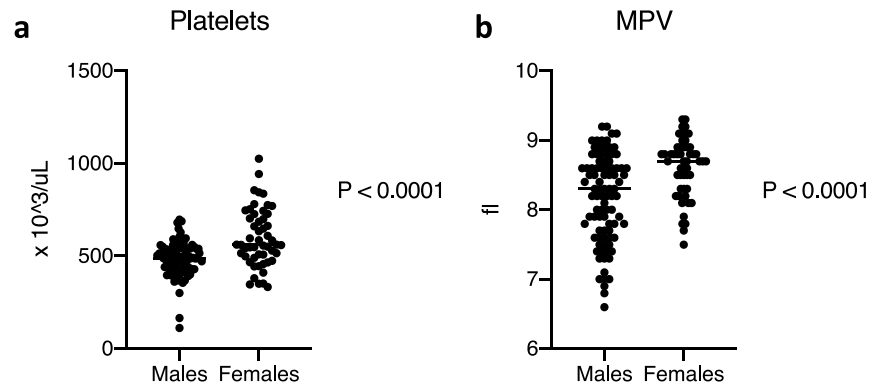 a
Platelets
1500
1000
500
0
x 10^3/uL
Males Females
P < 0.0001
b
MPV
10
9
8
7
6
fl
Males Females
P < 0.0001